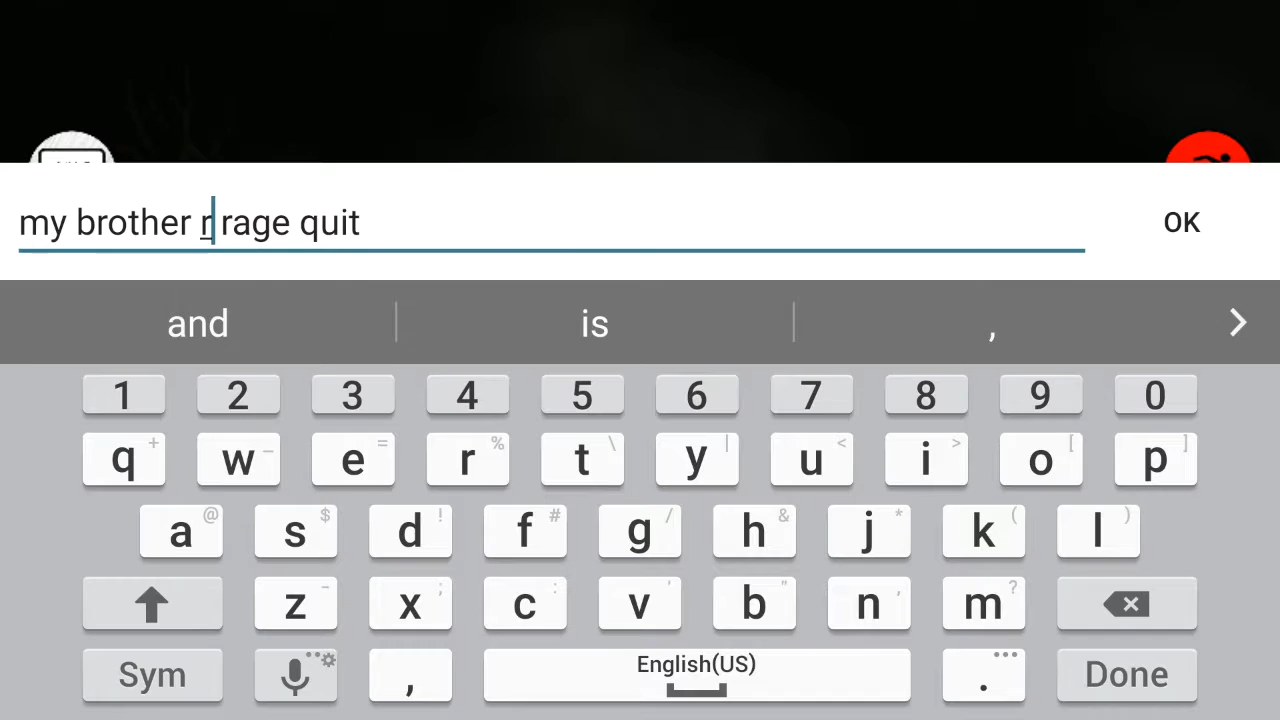 my brother r rage quit
OK
and is ,
1 2 3 4 5 6 7 8 9 0
q + w - e = r % t \ y | u < i > o [ p ]
a @ s $ d ! f # g / h & j * k ( l )
z - x ; c : v ' b " n , m ?
Sym , English(US) . Done